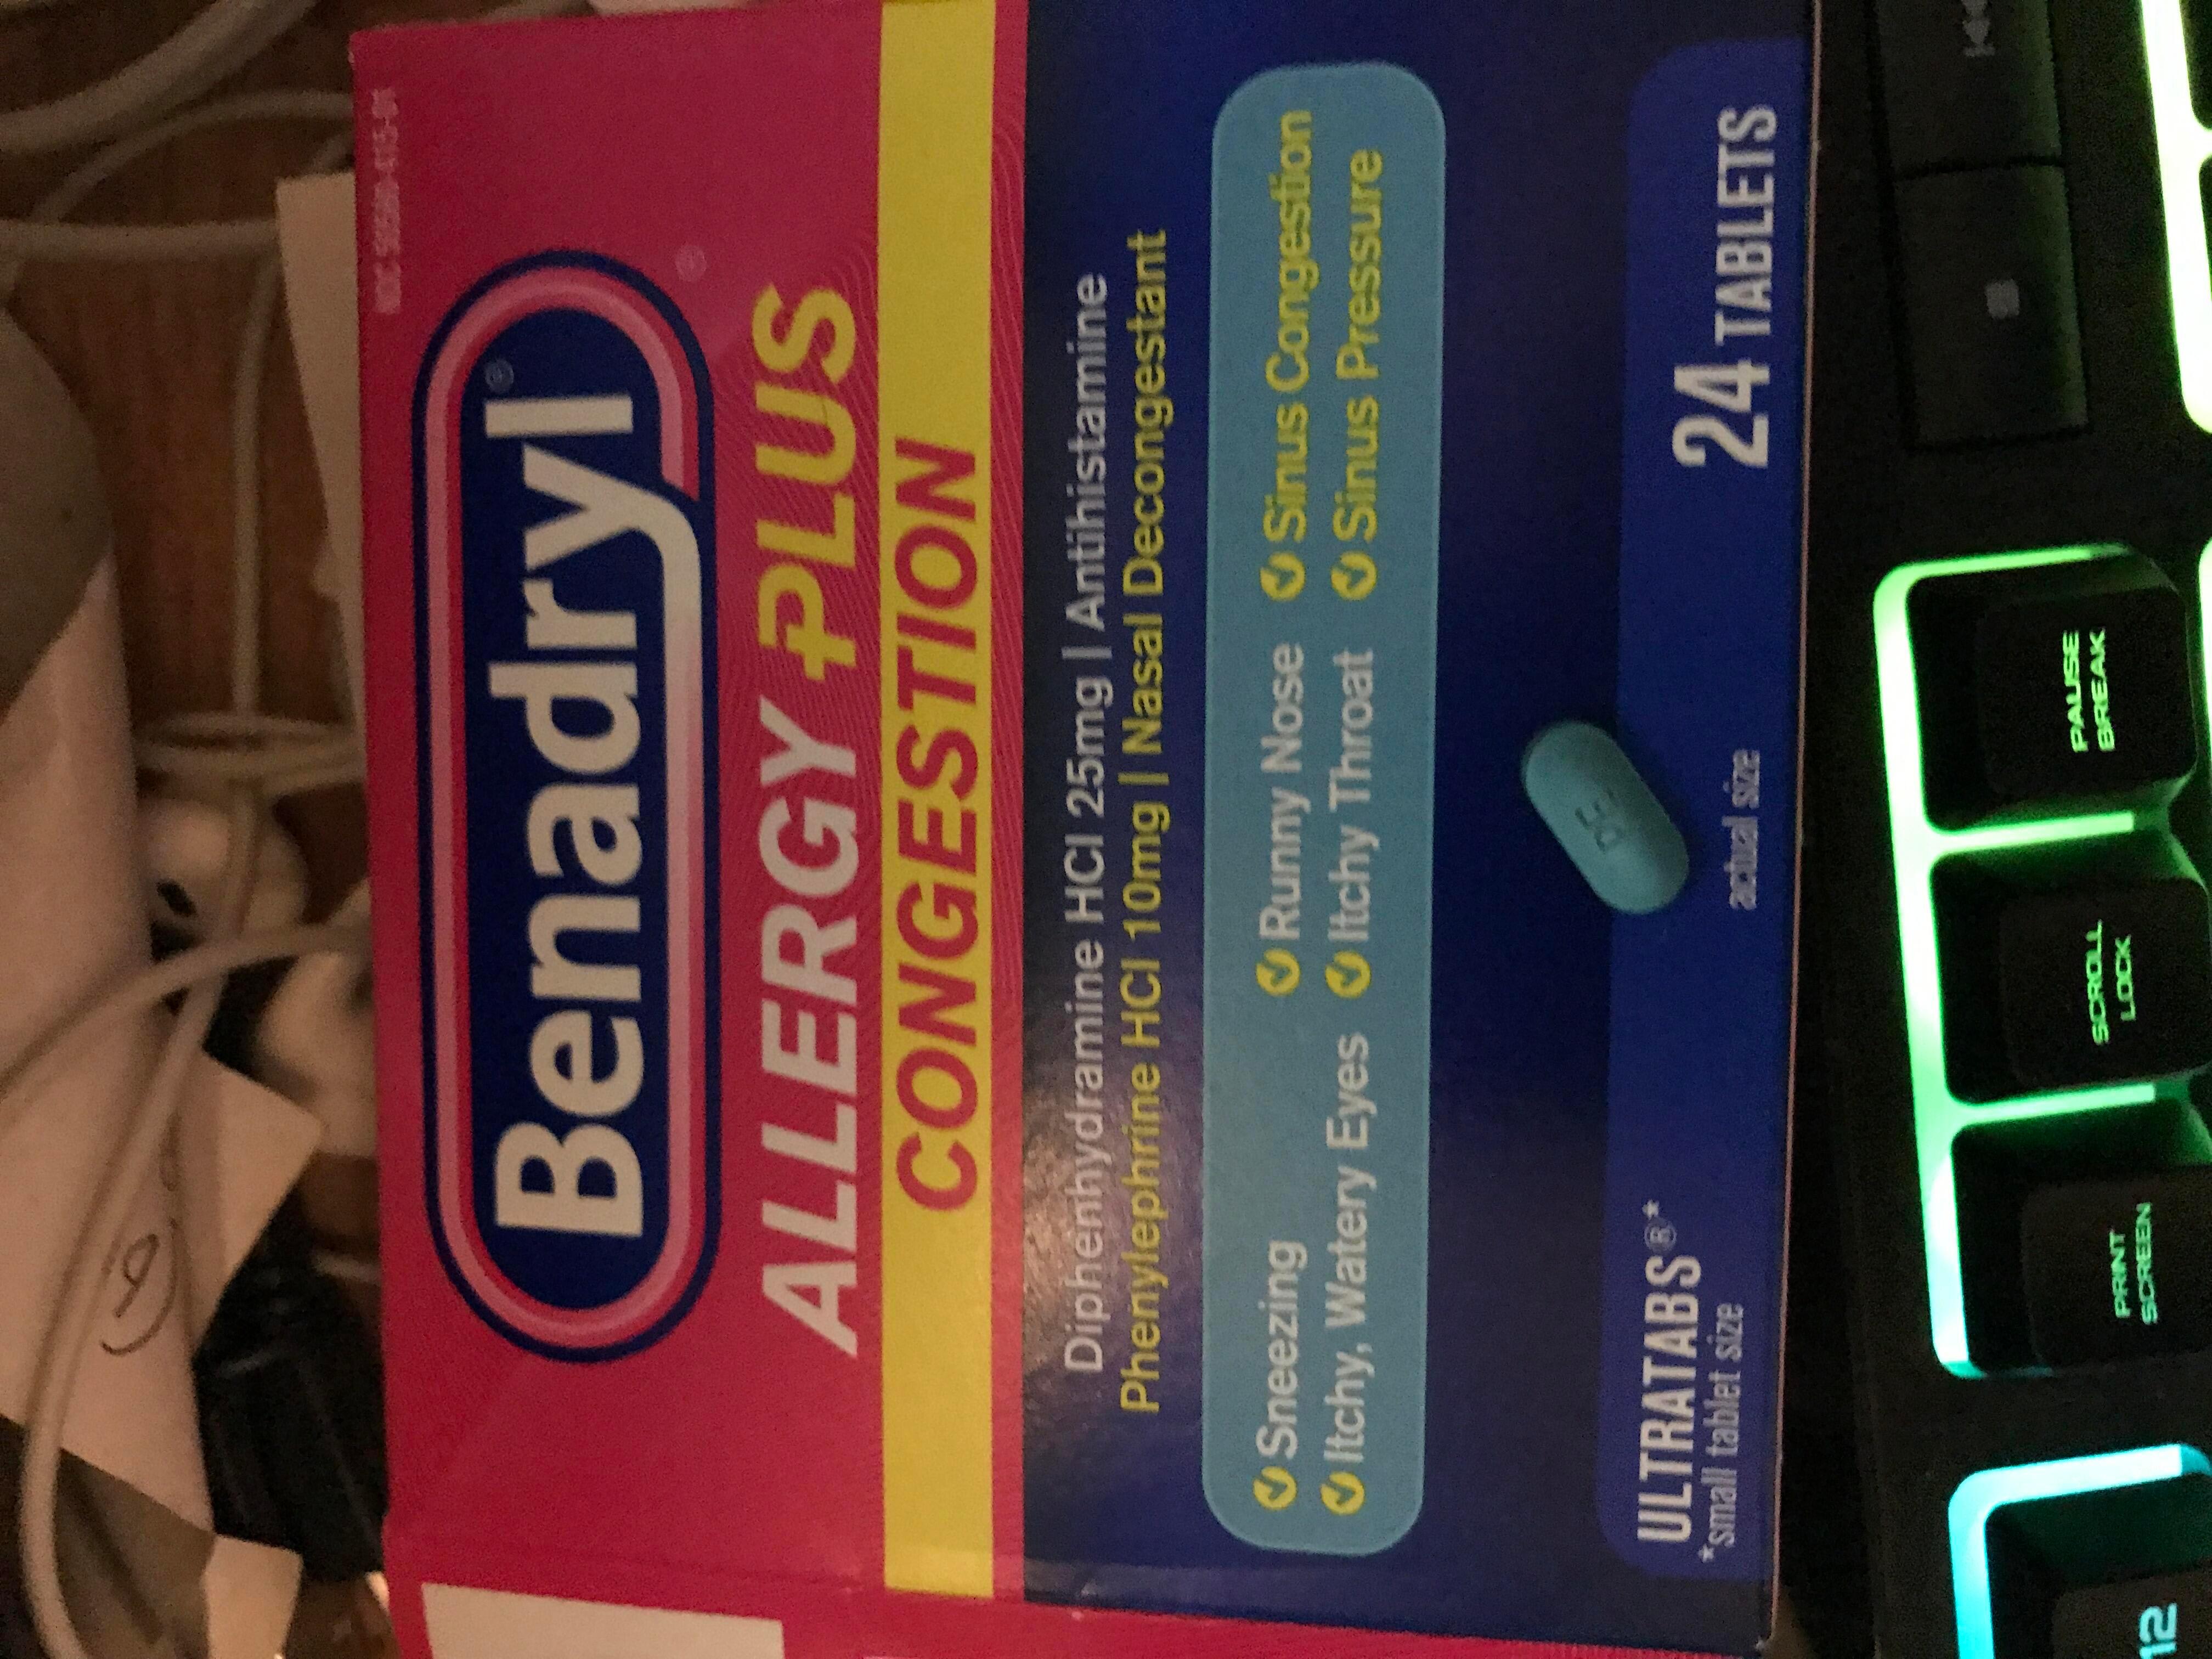 Benadryl®
ALLERGY +PLUS
CONGESTION
Diphenhydramine HCl 25mg | Antihistamine
Phenylephrine HCl 10mg | Nasal Decongestant
Sneezing
Runny Nose
Sinus Congestion
Itchy, Watery Eyes
Itchy Throat
Sinus Pressure
ULTRATABS®*
*small tablet size
actual size
24 TABLETS
12
PRINT
SCREEN
SCROLL
LOCK
PAUSE
BREAK